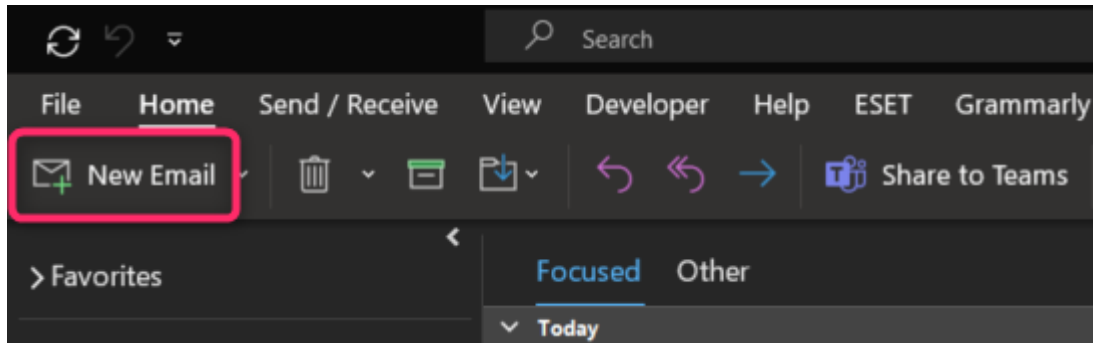 Search
File Home Send / Receive View Developer Help ESET Grammarly
New Email Share to Teams
Favorites
Focused Other
Today